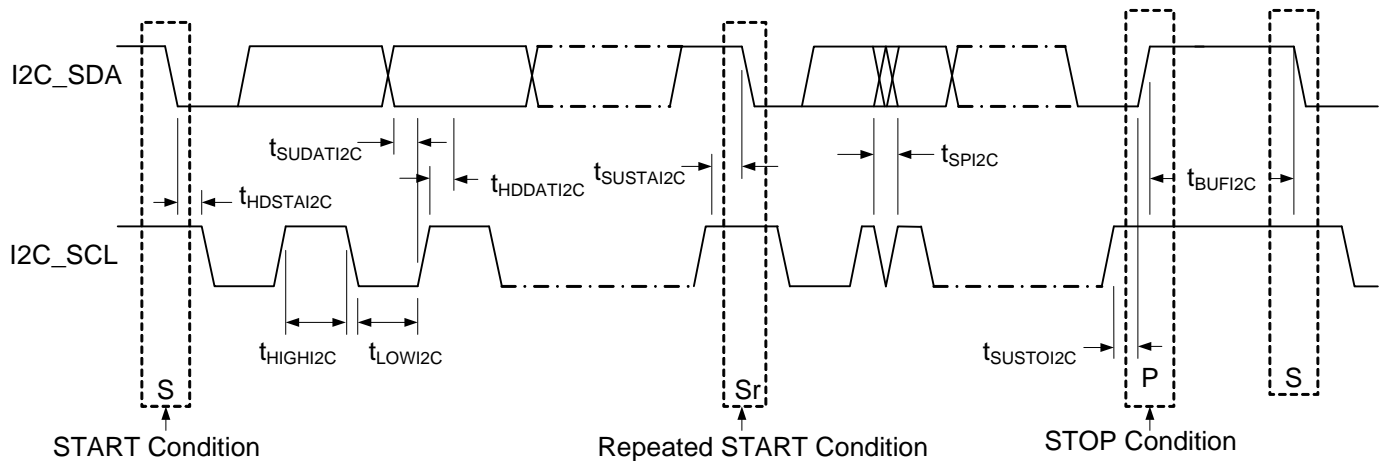 I2C_SDA
tSUDATI2C
tHDSTAI2C
tHDDATI2C
tSUSTAI2C
tSPI2C
tBUFI2C
I2C_SCL
tHIGHI2C
tLOWI2C
tSUSTOI2C
S
Sr
P
S
START Condition
Repeated START Condition
STOP Condition